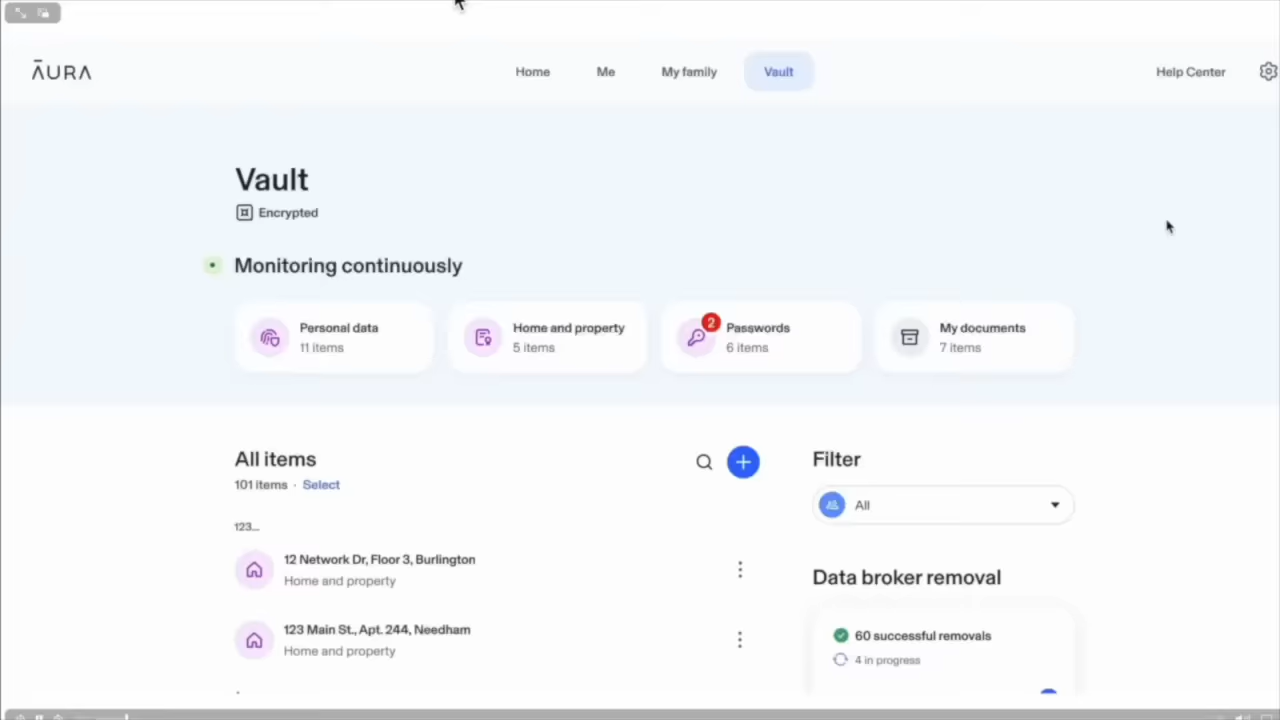 ĀURA
Home
Me
My family
Vault
Help Center
Vault
Encrypted
Monitoring continuously
Personal data
11 items
Home and property
5 items
2
Passwords
6 items
My documents
7 items
All items
101 items · Select
Filter
All
123...
12 Network Dr, Floor 3, Burlington
Home and property
123 Main St., Apt. 244, Needham
Home and property
Data broker removal
60 successful removals
4 in progress